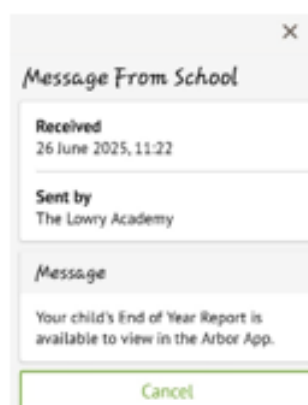 Message From School
Received
26 June 2025, 11:22
Sent by
The Lowry Academy
Message
Your child's End of Year Report is
available to view in the Arbor App.
Cancel